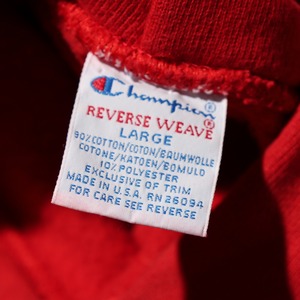 Champion®
REVERSE WEAVE®
LARGE
90% COTTON/COTON/BAUMWOLLE
COTONE/KATOEN/BOMULD
10% POLYESTER
EXCLUSIVE OF TRIM
MADE IN U.S.A. RN 26094
FOR CARE SEE REVERSE